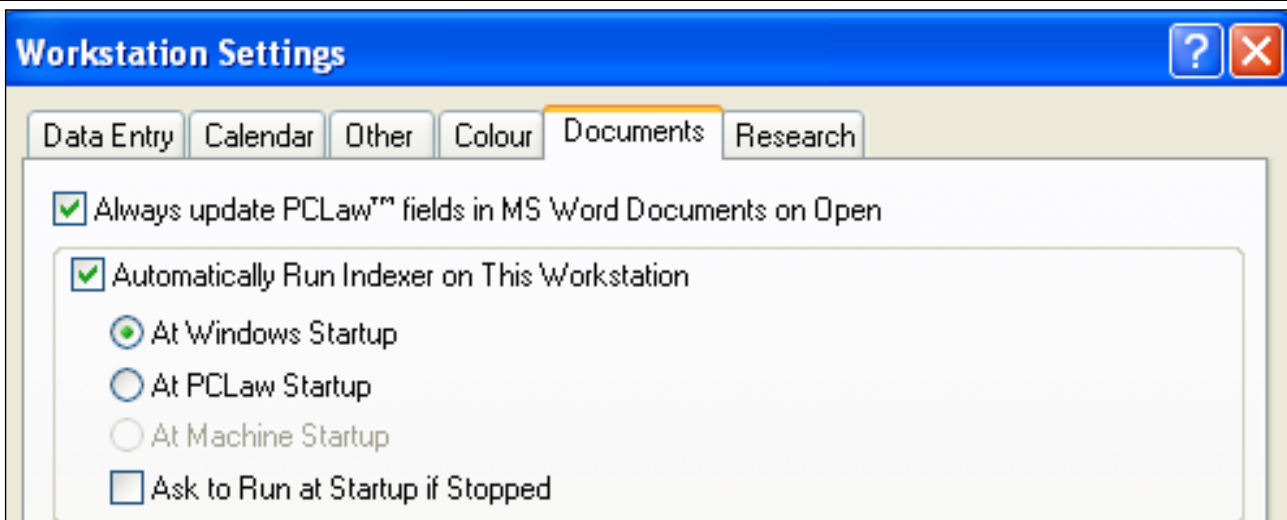 Workstation Settings
Data Entry Calendar Other Colour Documents Research
Always update PCLaw™ fields in MS Word Documents on Open
Automatically Run Indexer on This Workstation
At Windows Startup
At PCLaw Startup
At Machine Startup
Ask to Run at Startup if Stopped